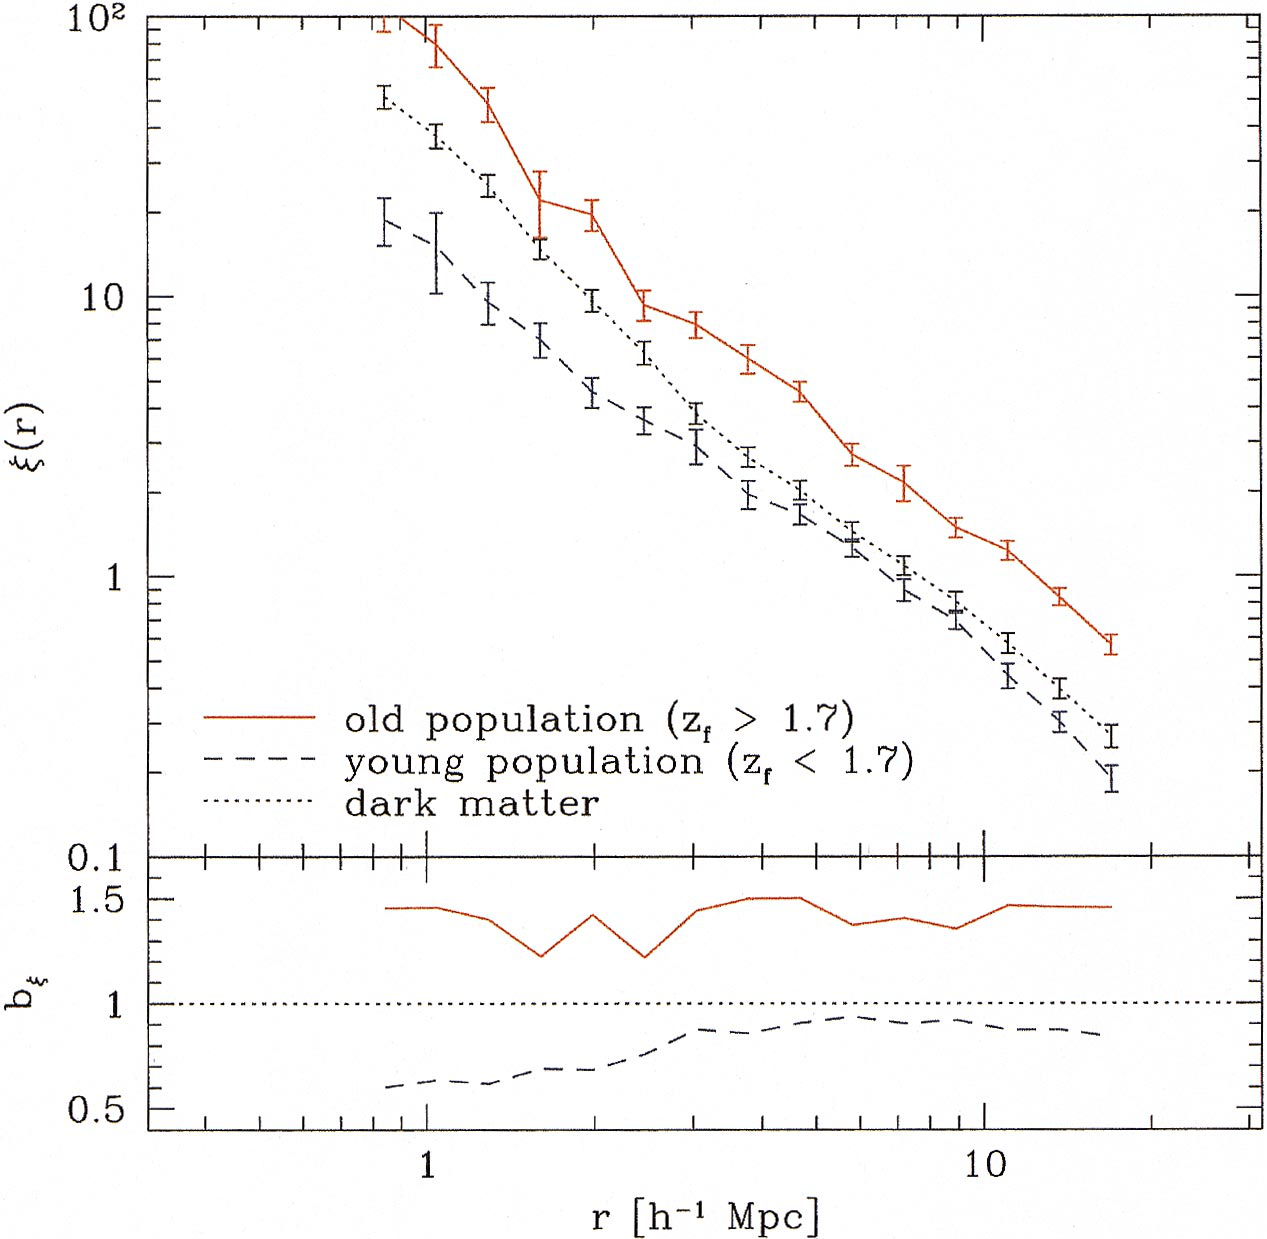 10²
10
1
0.1
ξ(r)
old population (z_f > 1.7)
young population (z_f < 1.7)
dark matter
1.5
1
0.5
b_ξ
1 10
r [h⁻¹ Mpc]